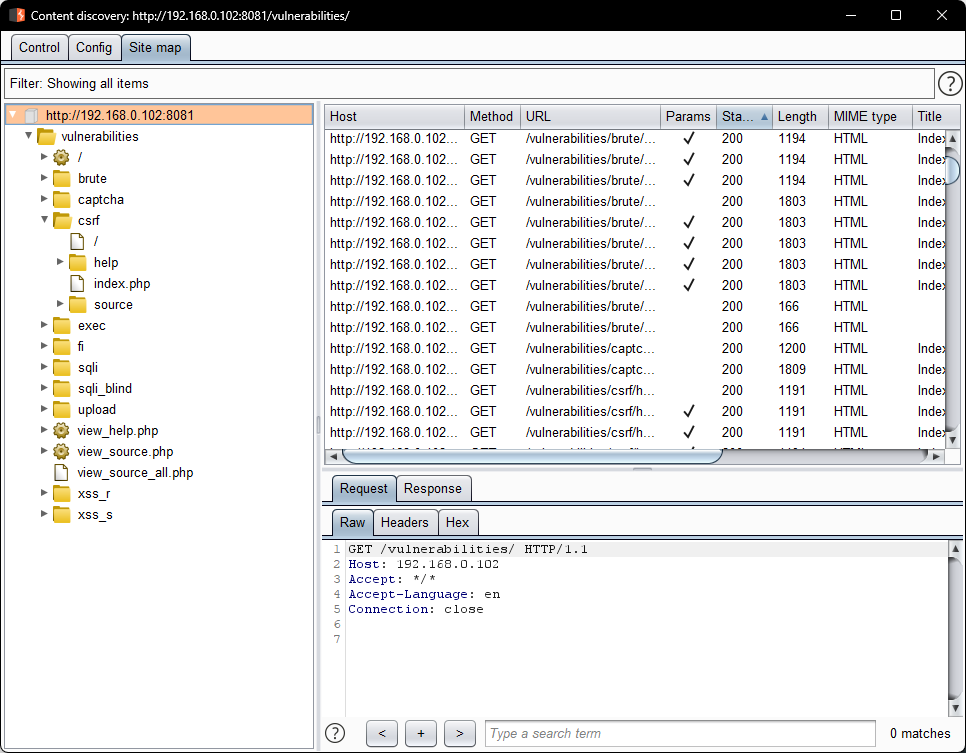 Content discovery: http://192.168.0.102:8081/vulnerabilities/
Control Config Site map
Filter: Showing all items ?
http://192.168.0.102:8081
vulnerabilities
/
brute
captcha
csrf
/
help
index.php
source
exec
fi
sqli
sqli_blind
upload
view_help.php
view_source.php
view_source_all.php
xss_r
xss_s
Host Method URL Params Sta... Length MIME type Title
http://192.168.0.102... GET /vulnerabilities/brute/... ✓ 200 1194 HTML Index
http://192.168.0.102... GET /vulnerabilities/brute/... ✓ 200 1194 HTML Index
http://192.168.0.102... GET /vulnerabilities/brute/... ✓ 200 1194 HTML Index
http://192.168.0.102... GET /vulnerabilities/brute/... 200 1803 HTML Index
http://192.168.0.102... GET /vulnerabilities/brute/... ✓ 200 1803 HTML Index
http://192.168.0.102... GET /vulnerabilities/brute/... ✓ 200 1803 HTML Index
http://192.168.0.102... GET /vulnerabilities/brute/... ✓ 200 1803 HTML Index
http://192.168.0.102... GET /vulnerabilities/brute/... ✓ 200 1803 HTML Index
http://192.168.0.102... GET /vulnerabilities/brute/... 200 166 HTML
http://192.168.0.102... GET /vulnerabilities/brute/... 200 166 HTML
http://192.168.0.102... GET /vulnerabilities/captc... 200 1200 HTML Index
http://192.168.0.102... GET /vulnerabilities/captc... 200 1809 HTML Index
http://192.168.0.102... GET /vulnerabilities/csrf/h... 200 1191 HTML Index
http://192.168.0.102... GET /vulnerabilities/csrf/h... ✓ 200 1191 HTML Index
http://192.168.0.102... GET /vulnerabilities/csrf/h... ✓ 200 1191 HTML Index
Request Response
Raw Headers Hex
1 GET /vulnerabilities/ HTTP/1.1
2 Host: 192.168.0.102
3 Accept: */*
4 Accept-Language: en
5 Connection: close
6
7
? < + > Type a search term 0 matches